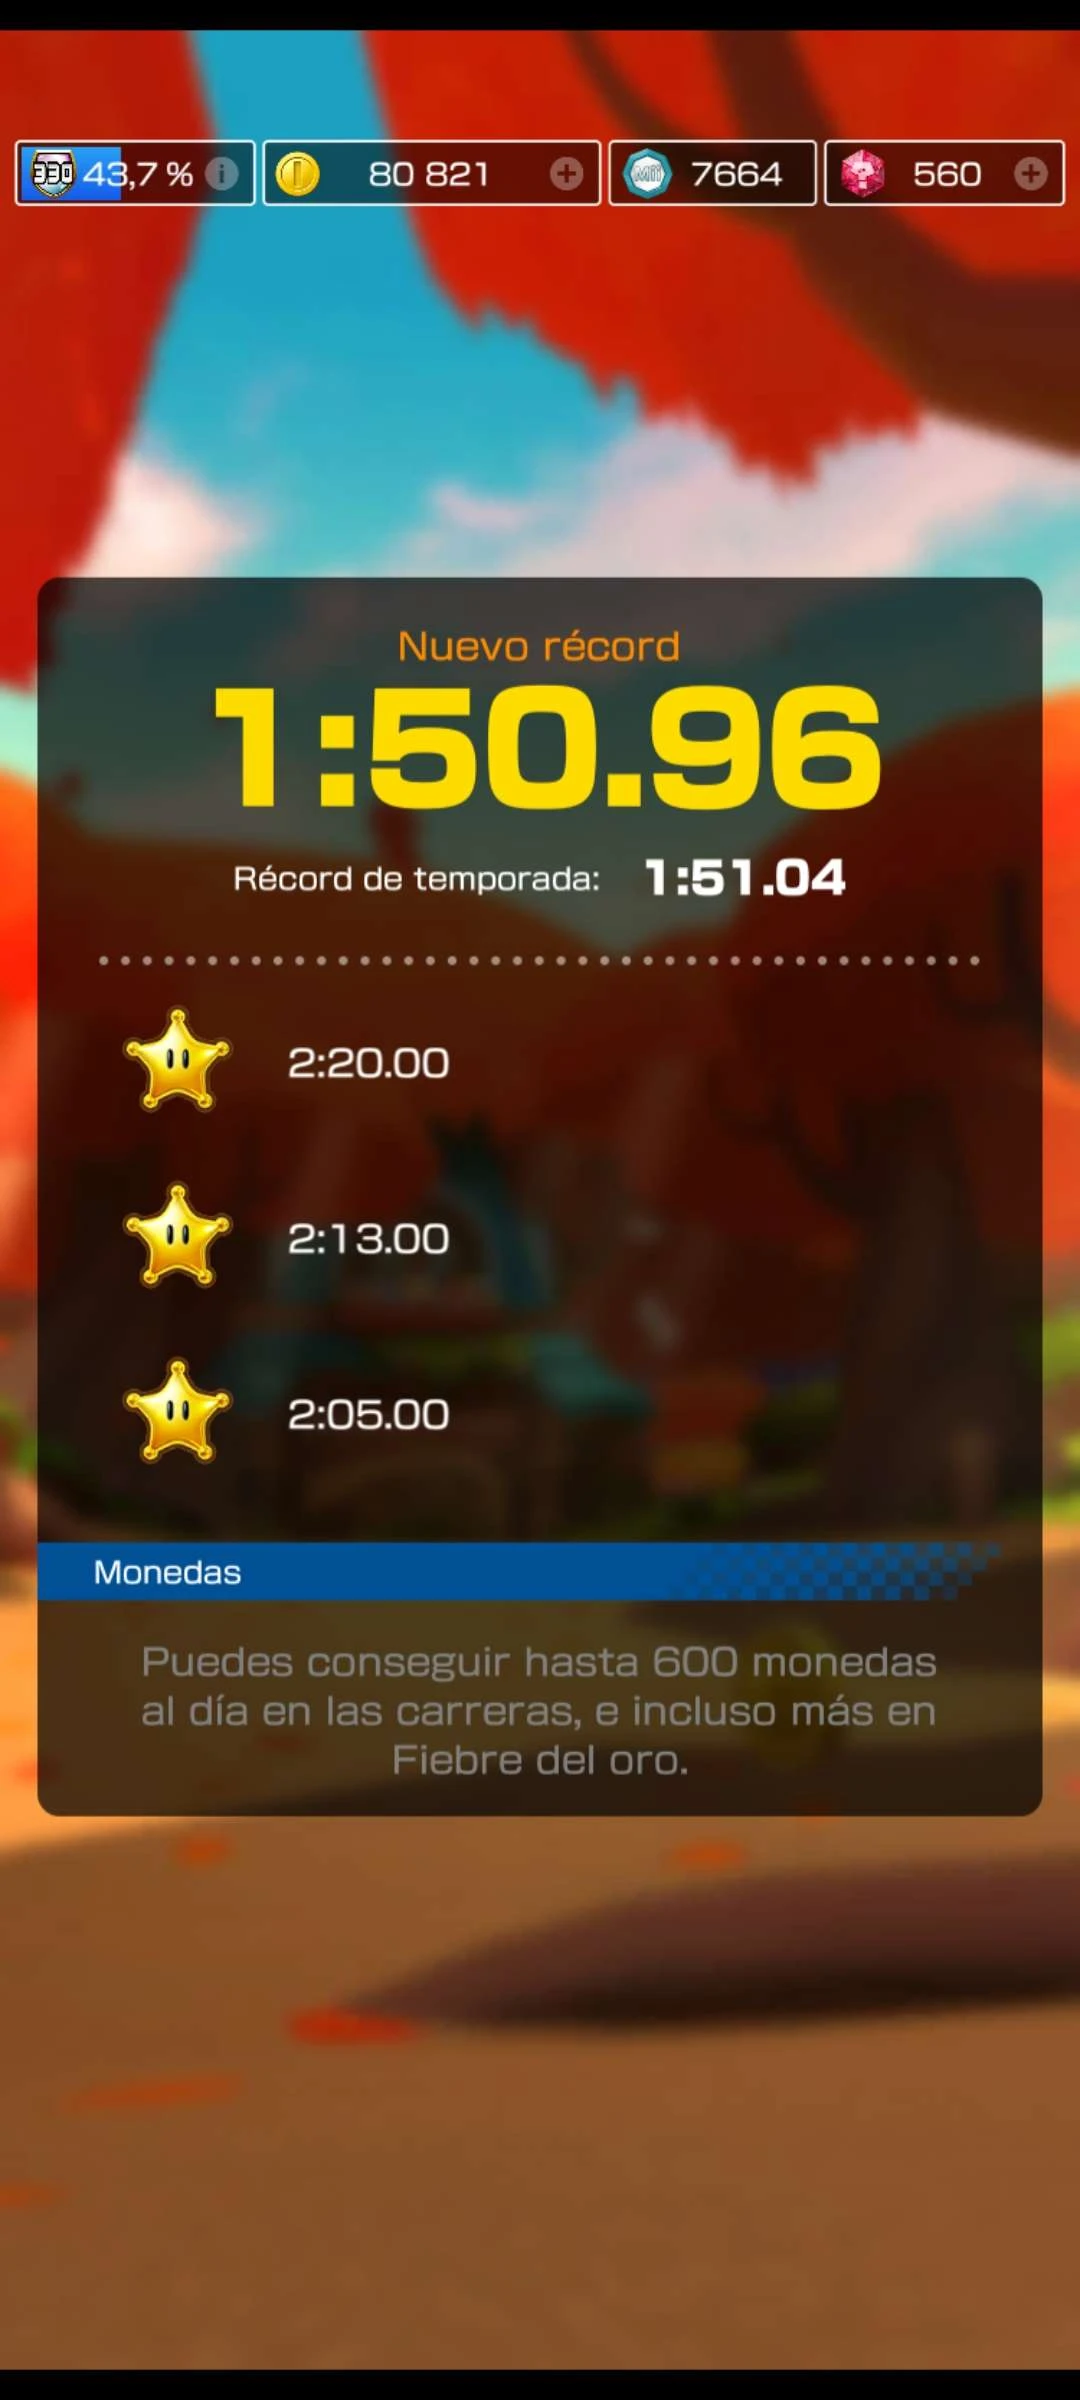 330 43,7 % i 80 821 + Mii 7664 560 +
Nuevo récord
1:50.96
Récord de temporada: 1:51.04
2:20.00
2:13.00
2:05.00
Monedas
Puedes conseguir hasta 600 monedas
al día en las carreras, e incluso más en
Fiebre del oro.